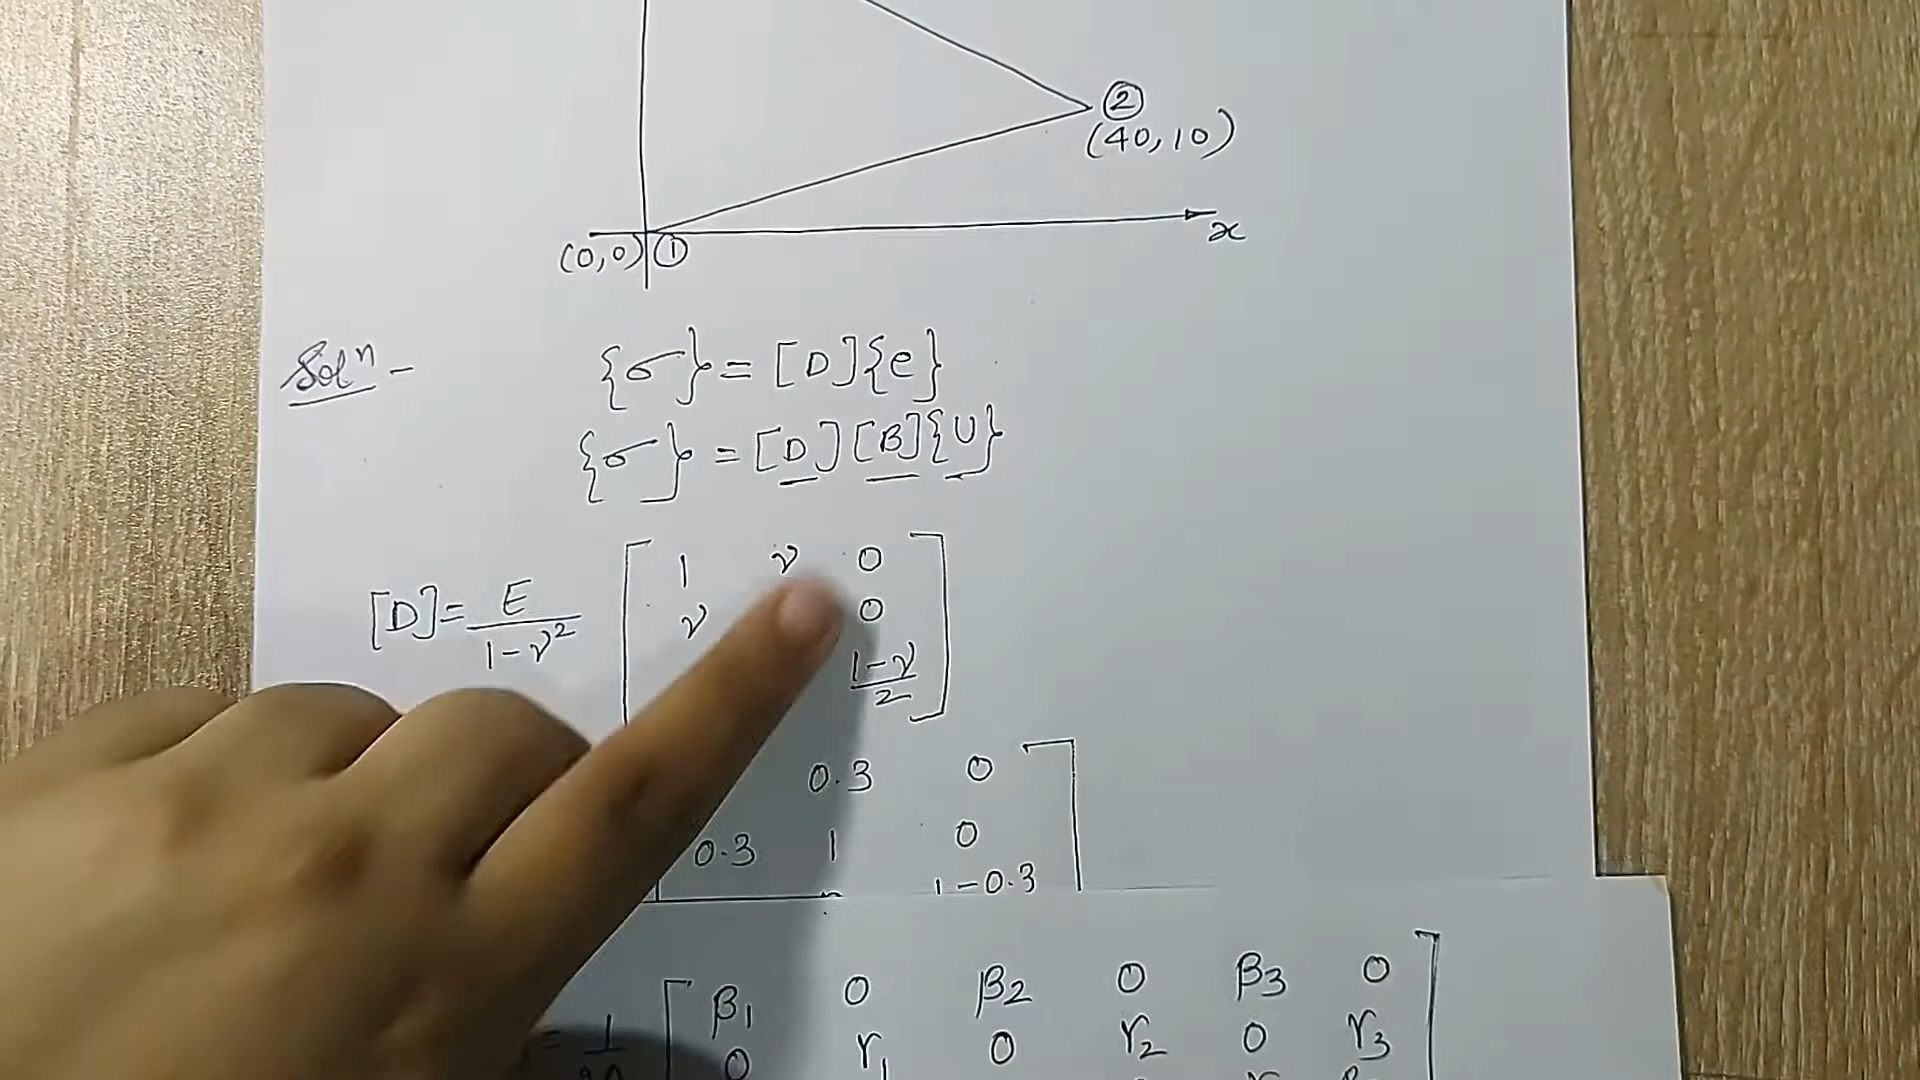 ②
(40,10)
x
(0,0) ①
Solⁿ - {σ} = [D]{e}
{σ} = [D][B]{U}
[D] = E/(1-ν²)
1 ν 0
ν 0
(1-ν)/2
0.3 0
0.3 1 0
1-0.3
= 1
β1 0 β2 0 β3 0
0 γ1 0 γ2 0 γ3